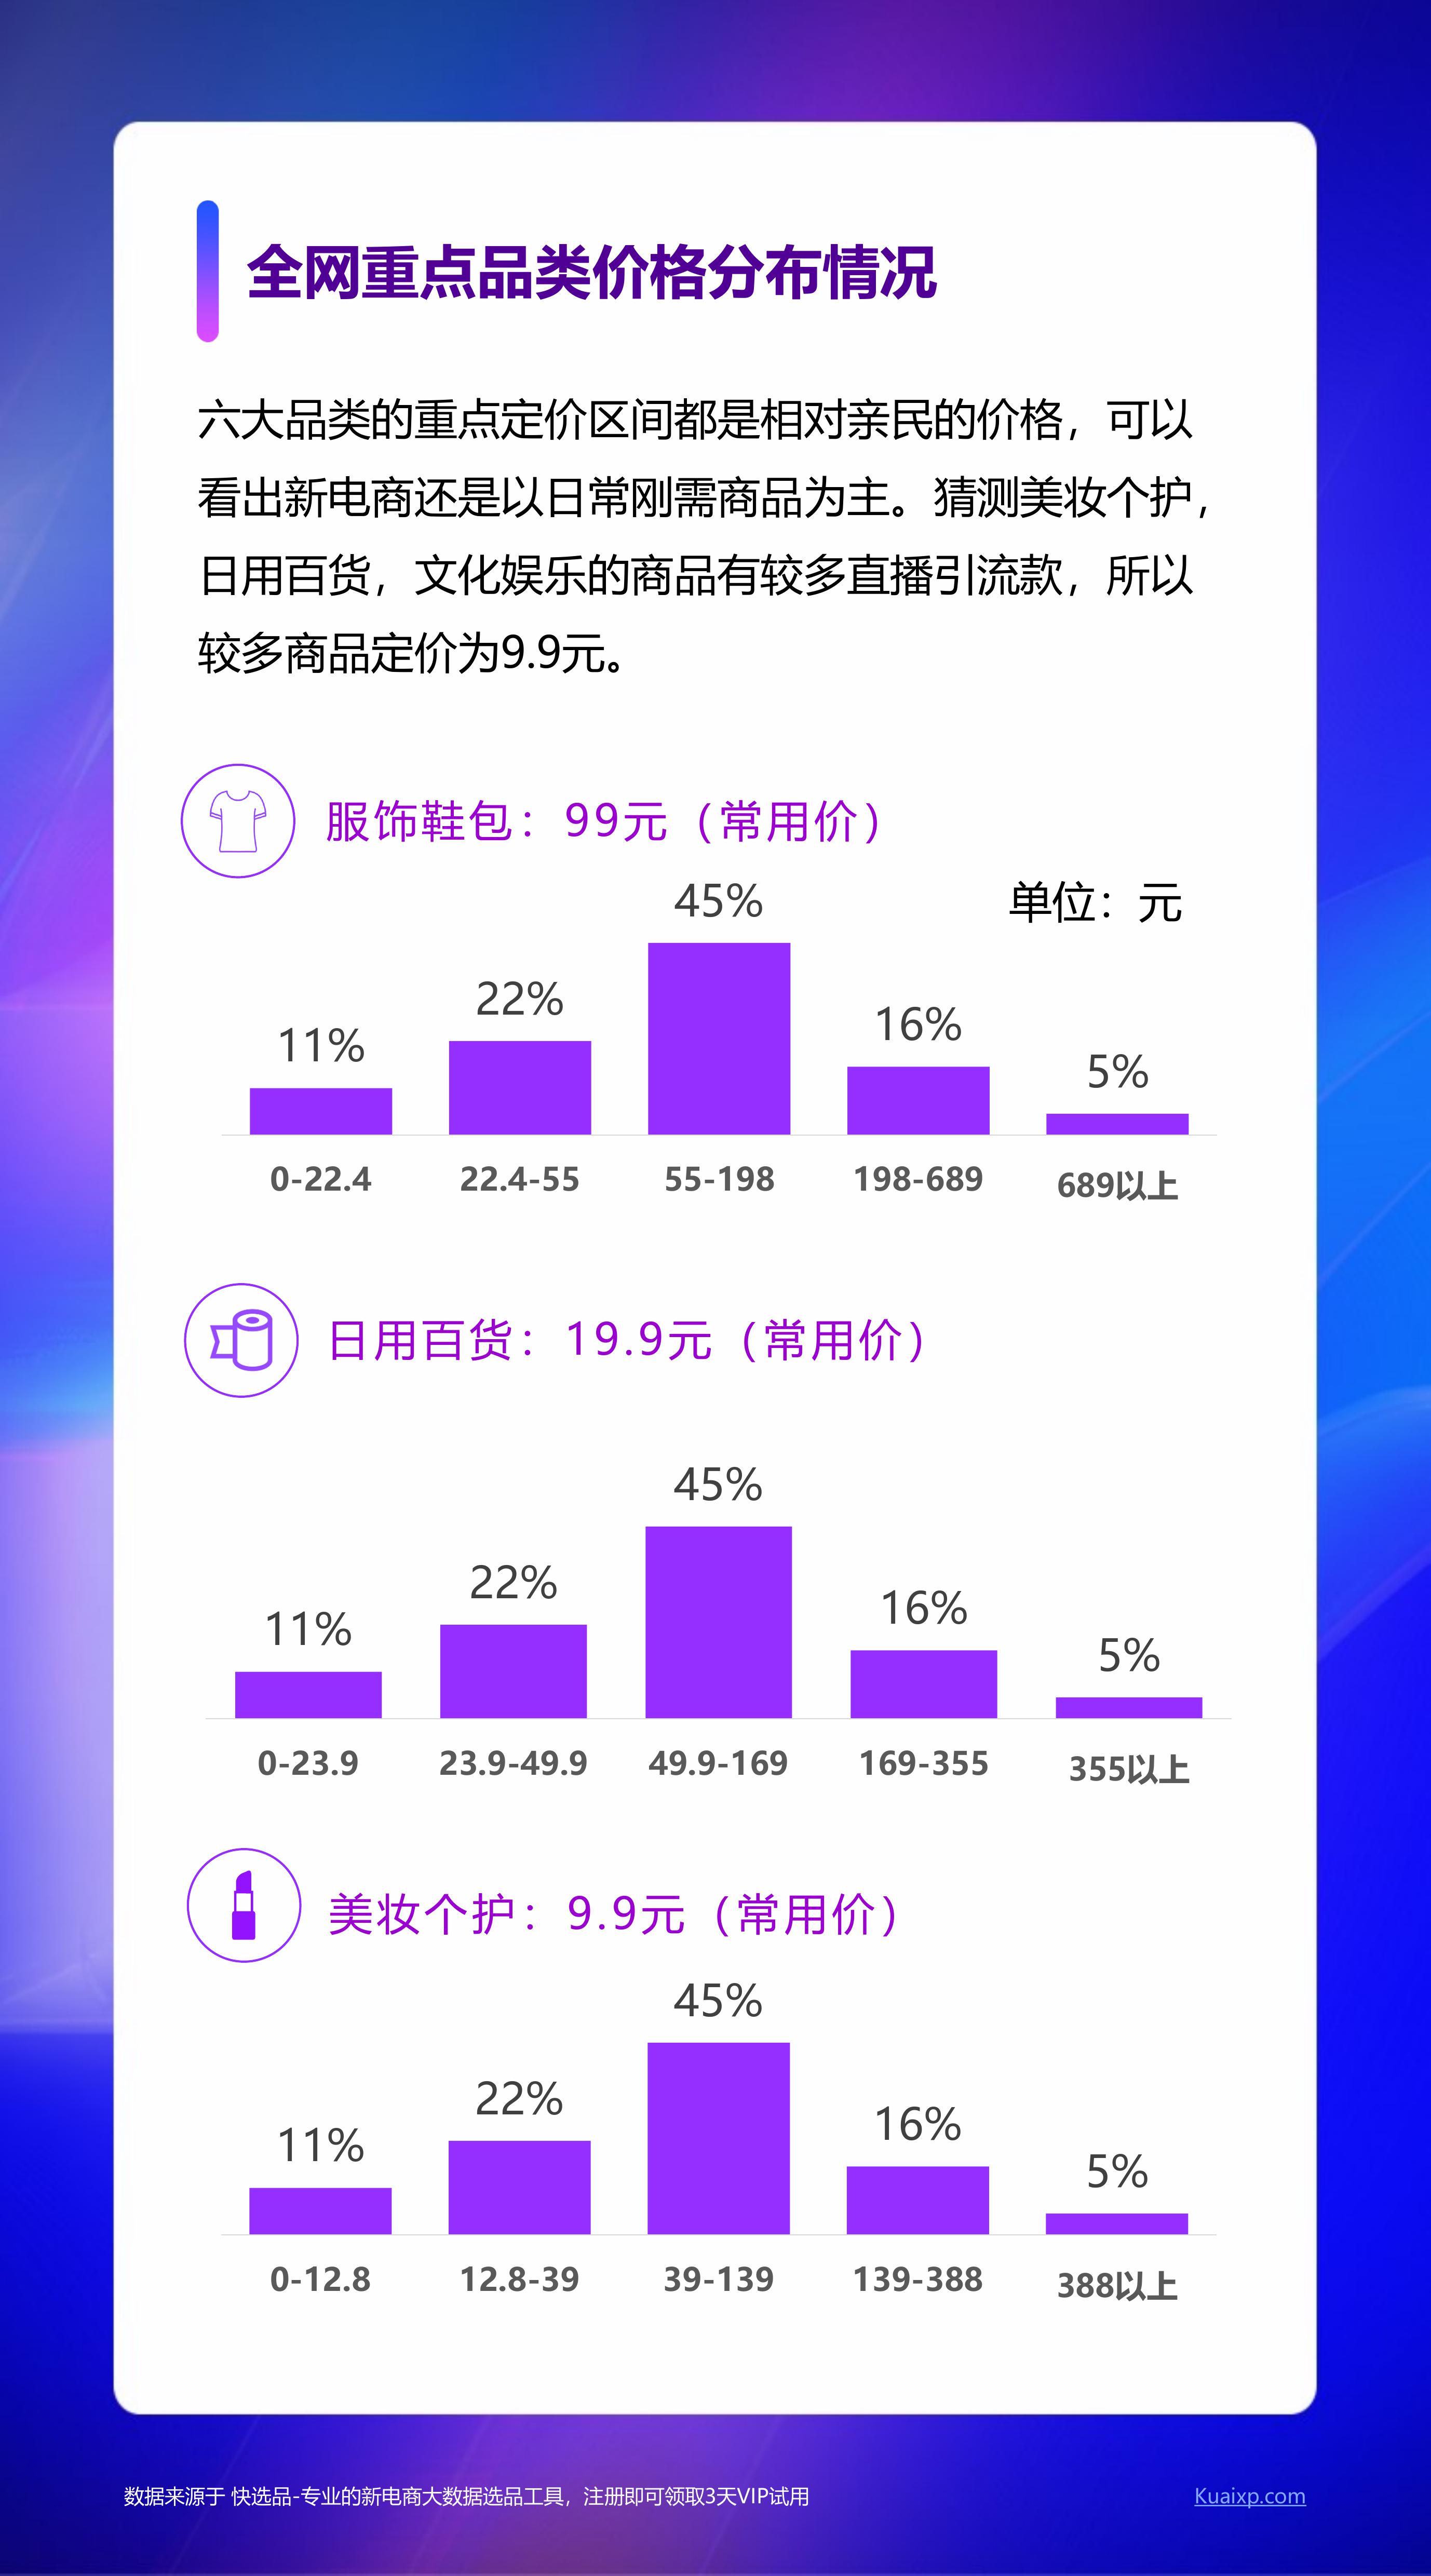 全网重点品类价格分布情况
六大品类的重点定价区间都是相对亲民的价格，可以
看出新电商还是以日常刚需商品为主。猜测美妆个护，
日用百货，文化娱乐的商品有较多直播引流款，所以
较多商品定价为9.9元。
服饰鞋包：99元（常用价）
单位：元
11% 22% 45% 16% 5%
0-22.4 22.4-55 55-198 198-689 689以上
日用百货：19.9元（常用价）
11% 22% 45% 16% 5%
0-23.9 23.9-49.9 49.9-169 169-355 355以上
美妆个护：9.9元（常用价）
11% 22% 45% 16% 5%
0-12.8 12.8-39 39-139 139-388 388以上
数据来源于 快选品-专业的新电商大数据选品工具，注册即可领取3天VIP试用
Kuaixp.com